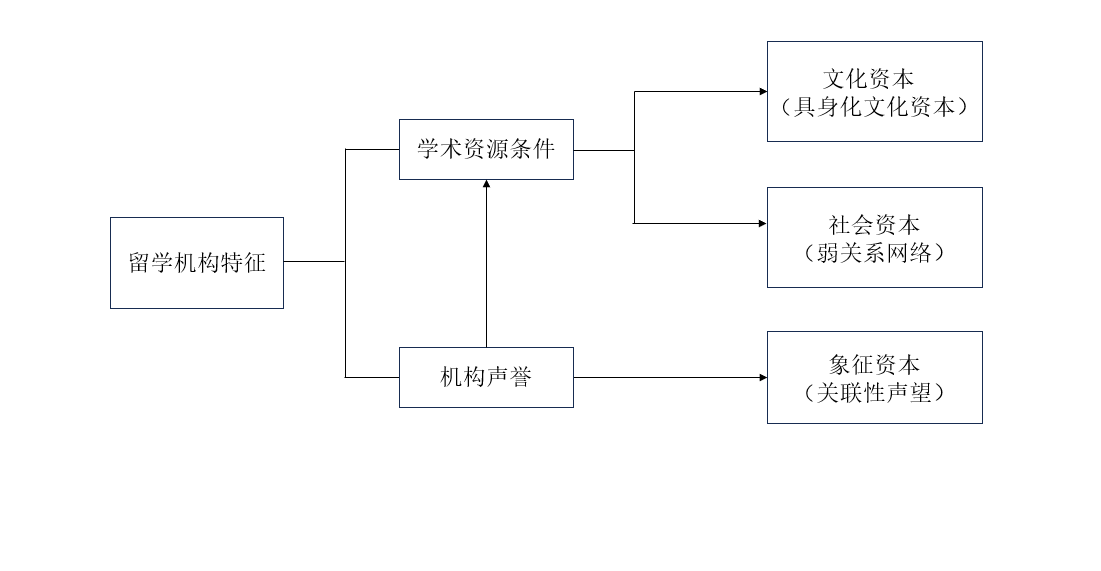 文化资本
（具身化文化资本）
学术资源条件
社会资本
（弱关系网络）
留学机构特征
机构声誉
象征资本
（关联性声望）